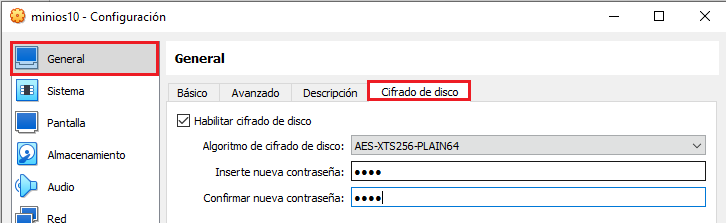 minios10 - Configuración
General
Sistema
Pantalla
Almacenamiento
Audio
Red
General
Básico Avanzado Descripción Cifrado de disco
Habilitar cifrado de disco
Algoritmo de cifrado de disco: AES-XTS256-PLAIN64
Inserte nueva contraseña: ••••
Confirmar nueva contraseña: ••••